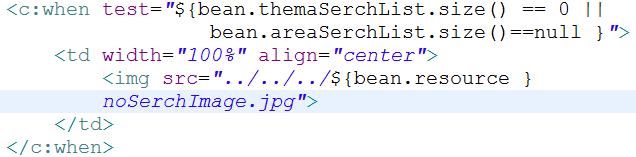 <c:when test="${bean.themaSerchList.size() == 0 ||
bean.areaSerchList.size()==null }">
<td width="100%" align="center">
<img src="../../../${bean.resource }
noSerchImage.jpg">
</td>
</c:when>